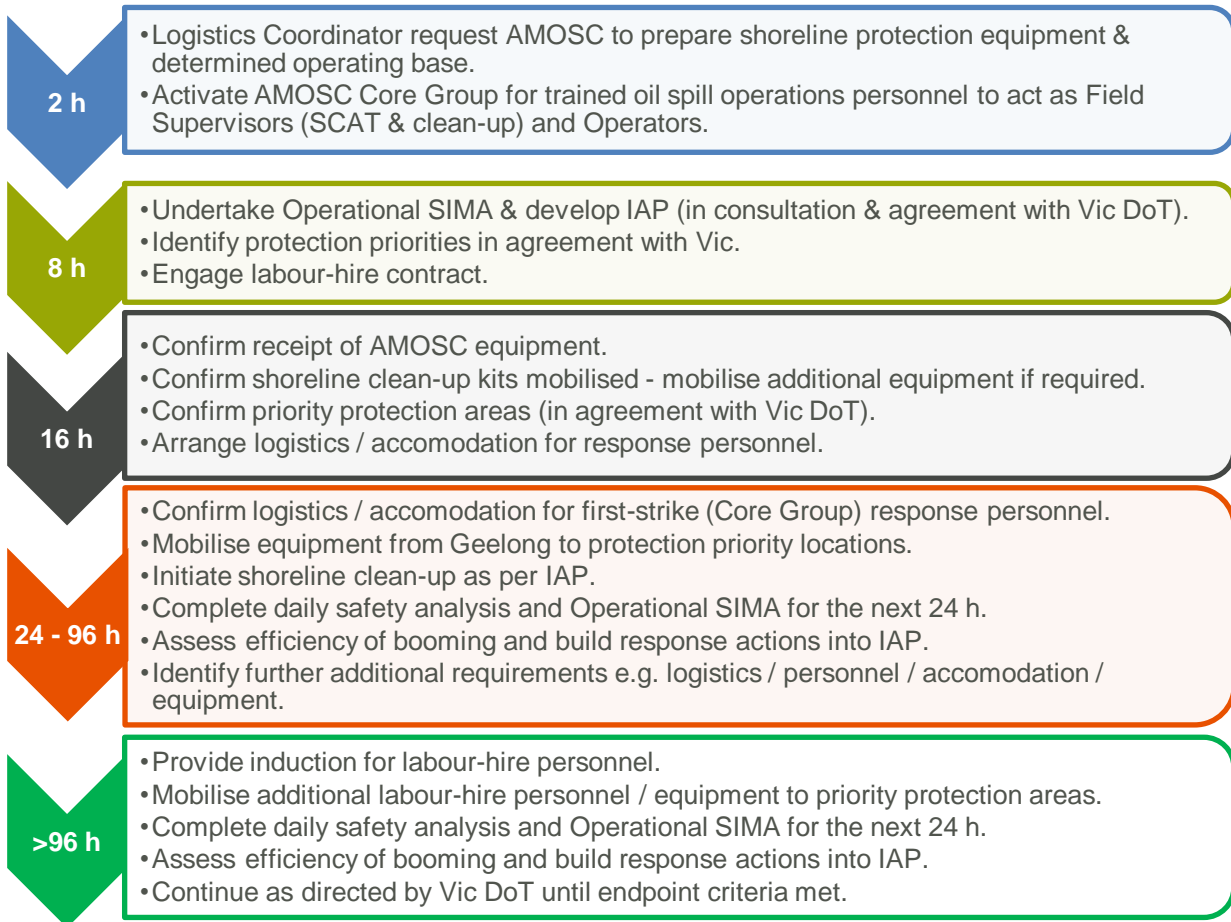 2 h
•Logistics Coordinator request AMOSC to prepare shoreline protection equipment &
determined operating base.
•Activate AMOSC Core Group for trained oil spill operations personnel to act as Field
Supervisors (SCAT & clean-up) and Operators.
8 h
•Undertake Operational SIMA & develop IAP (in consultation & agreement with Vic DoT).
•Identify protection priorities in agreement with Vic.
•Engage labour-hire contract.
16 h
•Confirm receipt of AMOSC equipment.
•Confirm shoreline clean-up kits mobilised - mobilise additional equipment if required.
•Confirm priority protection areas (in agreement with Vic DoT).
•Arrange logistics / accomodation for response personnel.
24 - 96 h
•Confirm logistics / accomodation for first-strike (Core Group) response personnel.
•Mobilise equipment from Geelong to protection priority locations.
•Initiate shoreline clean-up as per IAP.
•Complete daily safety analysis and Operational SIMA for the next 24 h.
•Assess efficiency of booming and build response actions into IAP.
•Identify further additional requirements e.g. logistics / personnel / accomodation /
equipment.
>96 h
•Provide induction for labour-hire personnel.
•Mobilise additional labour-hire personnel / equipment to priority protection areas.
•Complete daily safety analysis and Operational SIMA for the next 24 h.
•Assess efficiency of booming and build response actions into IAP.
•Continue as directed by Vic DoT until endpoint criteria met.